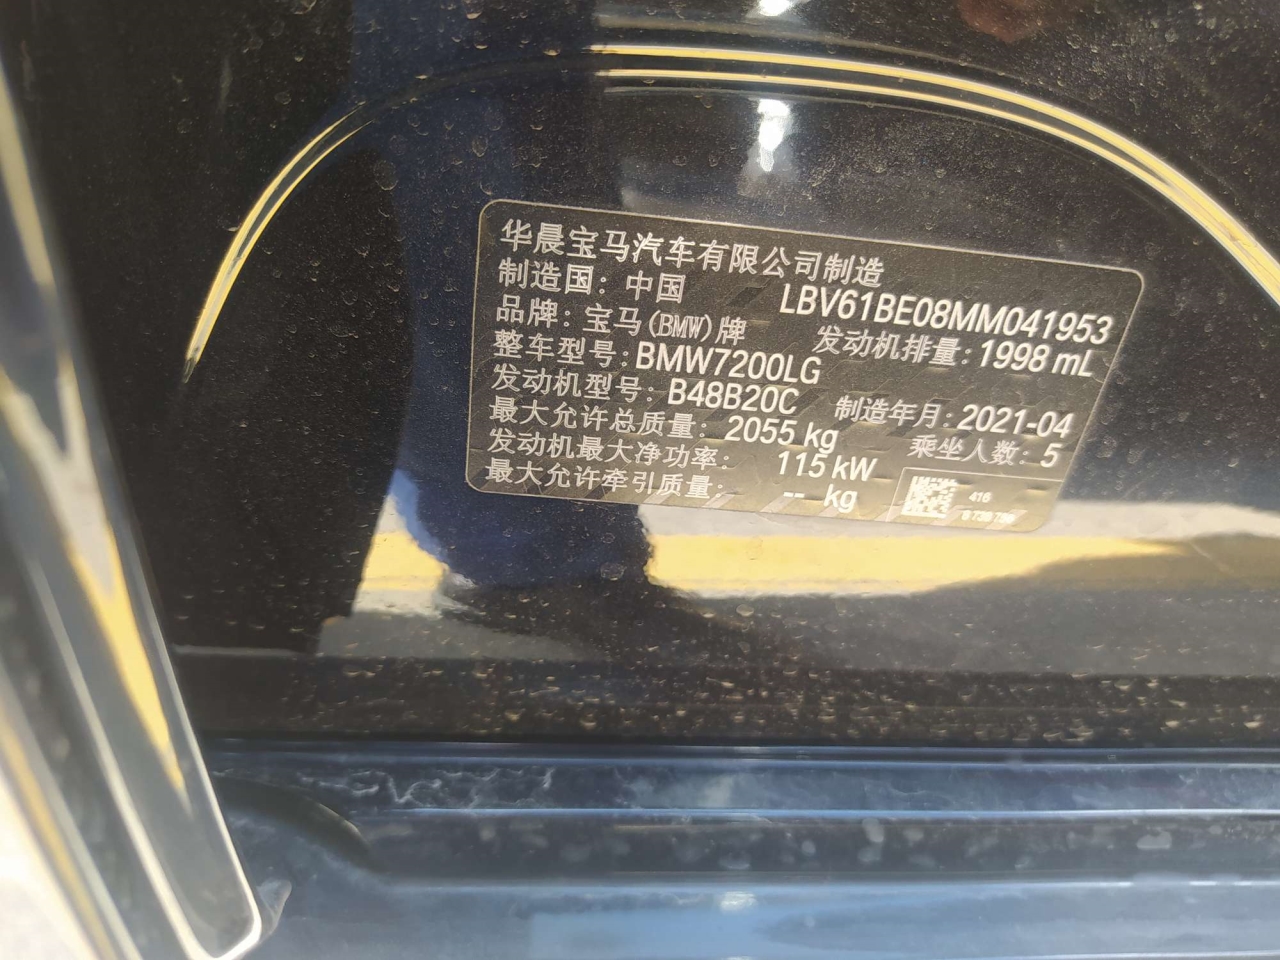 华晨宝马汽车有限公司制造
制造国：中国 LBV61BE08MM041953
品牌：宝马(BMW)牌 发动机排量：1998 mL
整车型号：BMW7200LG
发动机型号：B48B20C 制造年月：2021-04
最大允许总质量：2055 kg 乘坐人数：5
发动机最大净功率：115 kW
最大允许牵引质量：-- kg
416